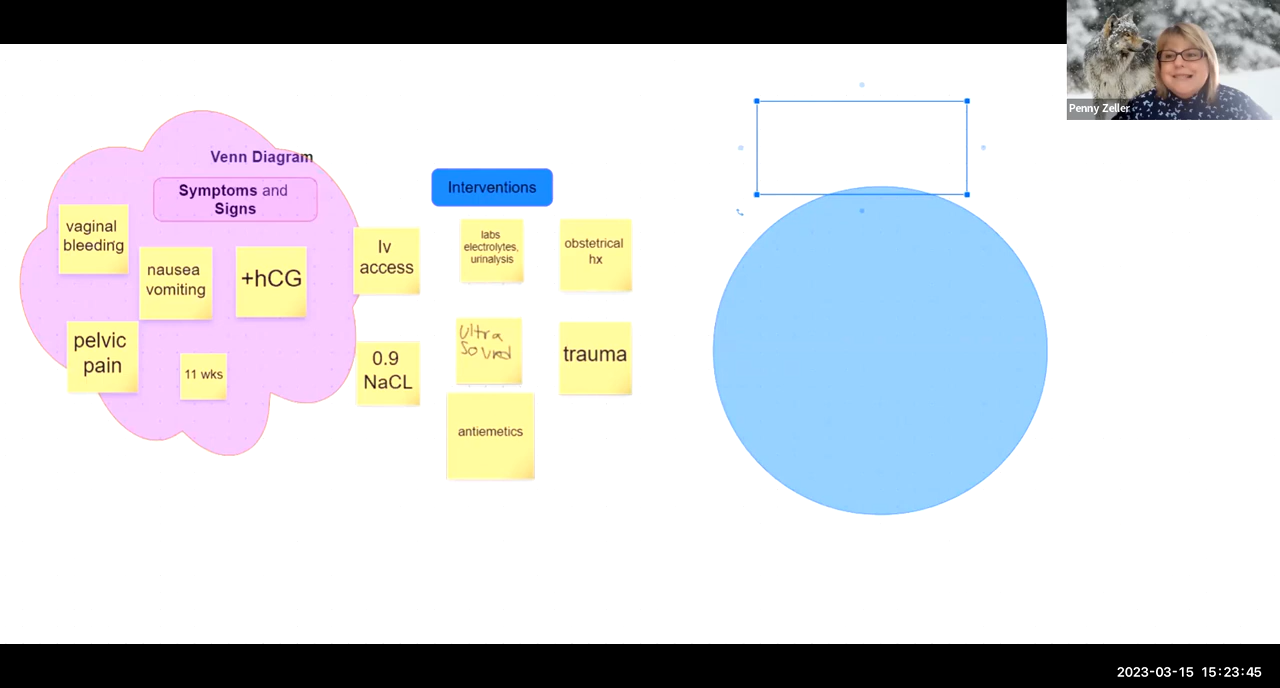 Penny Zeller
Venn Diagram
Symptoms and
Signs
vaginal
bleeding
nausea
vomiting
+hCG
pelvic
pain
11 wks
Interventions
Iv
access
labs
electrolytes,
urinalysis
obstetrical
hx
0.9
NaCL
Ultra
Sound
trauma
antiemetics
2023-03-15 15:23:45